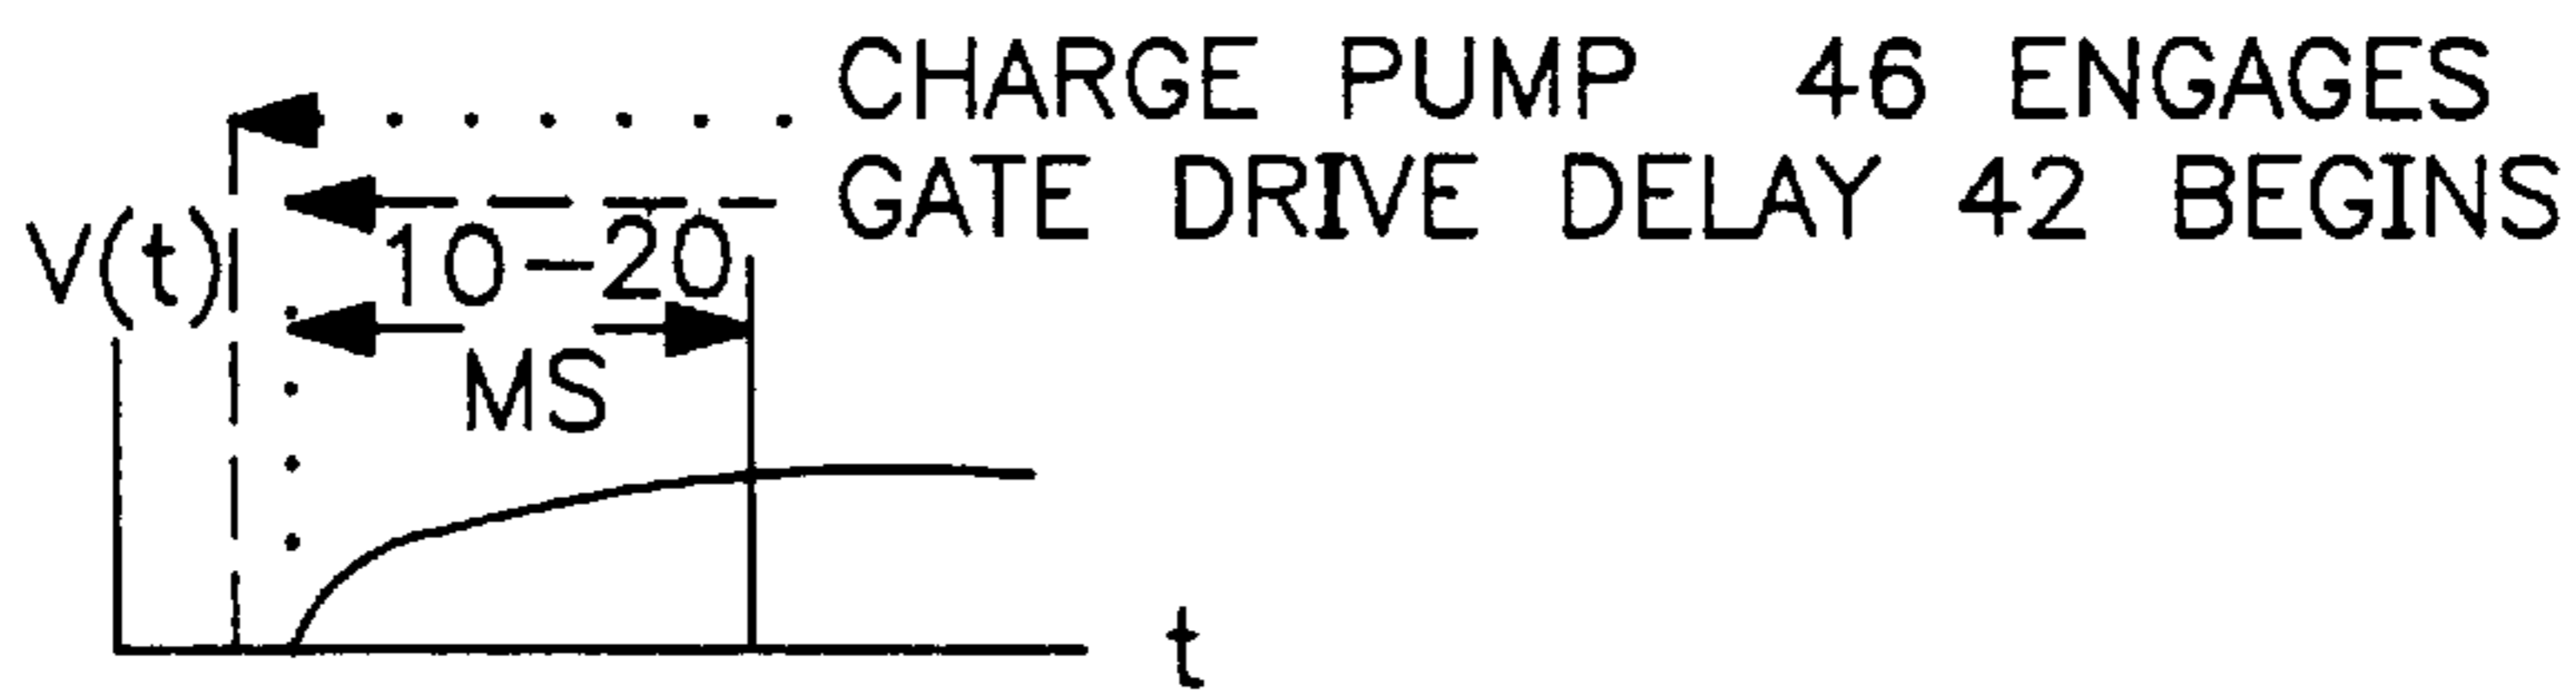 CHARGE PUMP 46 ENGAGES
GATE DRIVE DELAY 42 BEGINS
V(t)
10-20
MS
t